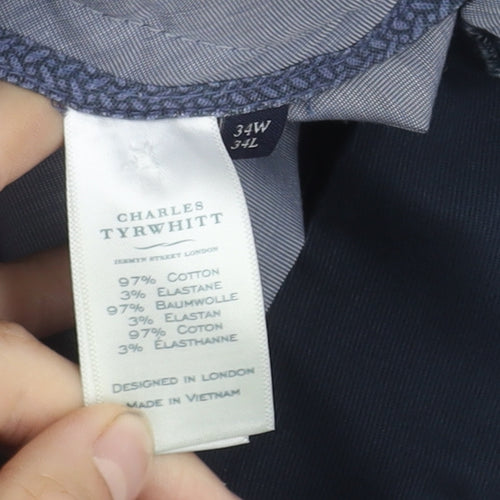 34W
34L
CHARLES
TYRWHITT
JERMYN STREET LONDON
97% COTTON
3% ELASTANE
97% BAUMWOLLE
3% ELASTAN
97% COTON
3% ÉLASTHANNE
DESIGNED IN LONDON
MADE IN VIETNAM